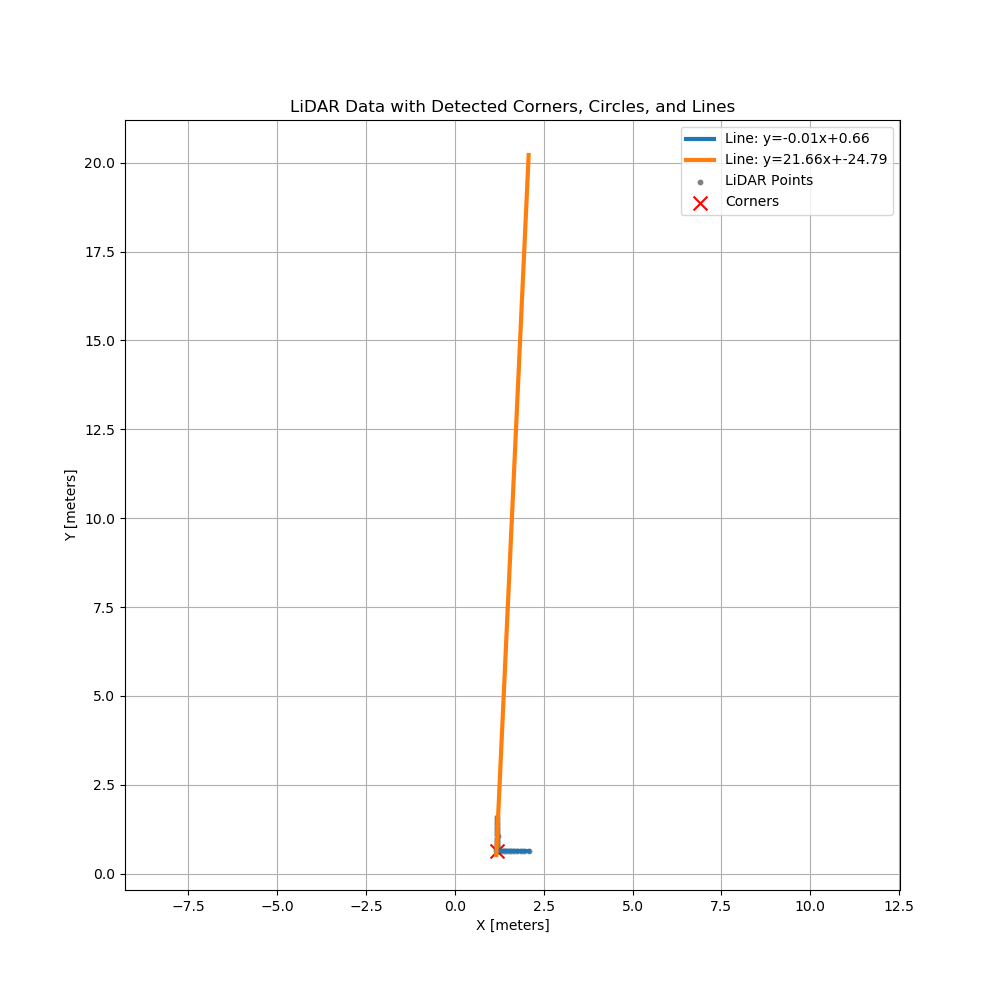 LiDAR Data with Detected Corners, Circles, and Lines
Line: y=-0.01x+0.66
Line: y=21.66x+-24.79
LiDAR Points
Corners
20.0
17.5
15.0
12.5
10.0
7.5
5.0
2.5
0.0
Y [meters]
−7.5 −5.0 −2.5 0.0 2.5 5.0 7.5 10.0 12.5
X [meters]